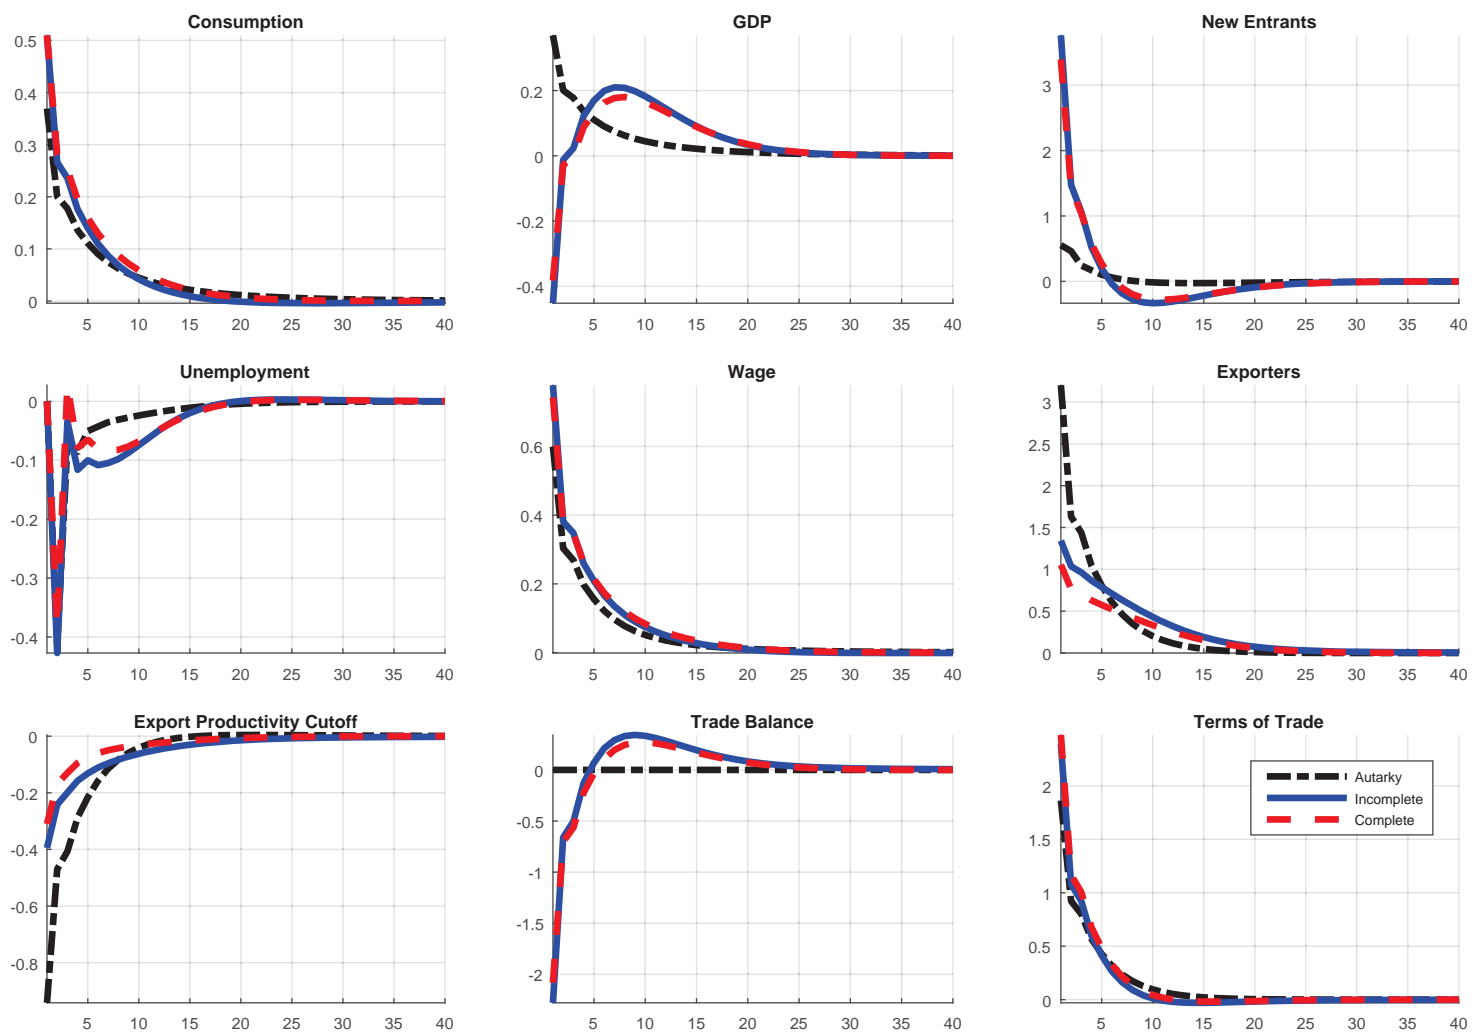 Consumption
GDP
New Entrants
0.5
0.4
0.3
0.2
0.1
0
5 10 15 20 25 30 35 40
0.2
0
-0.2
-0.4
5 10 15 20 25 30 35 40
3
2
1
0
5 10 15 20 25 30 35 40
Unemployment
Wage
Exporters
0
-0.1
-0.2
-0.3
-0.4
5 10 15 20 25 30 35 40
0.6
0.4
0.2
0
5 10 15 20 25 30 35 40
3
2.5
2
1.5
1
0.5
0
5 10 15 20 25 30 35 40
Export Productivity Cutoff
Trade Balance
Terms of Trade
0
-0.2
-0.4
-0.6
-0.8
5 10 15 20 25 30 35 40
0
-0.5
-1
-1.5
-2
5 10 15 20 25 30 35 40
2
1.5
1
0.5
0
5 10 15 20 25 30 35 40
Autarky
Incomplete
Complete